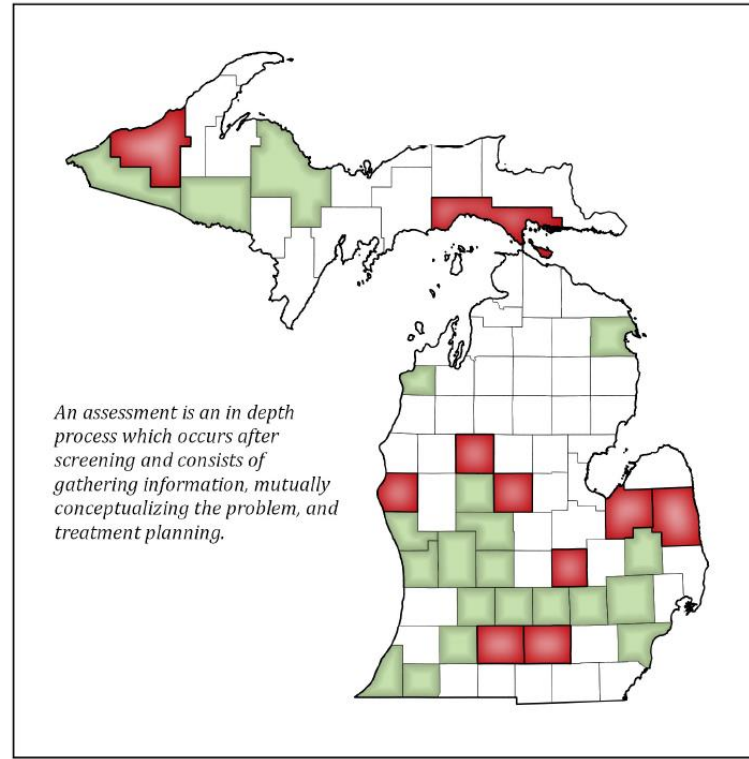 An assessment is an in depth
process which occurs after
screening and consists of
gathering information, mutually
conceptualizing the problem, and
treatment planning.